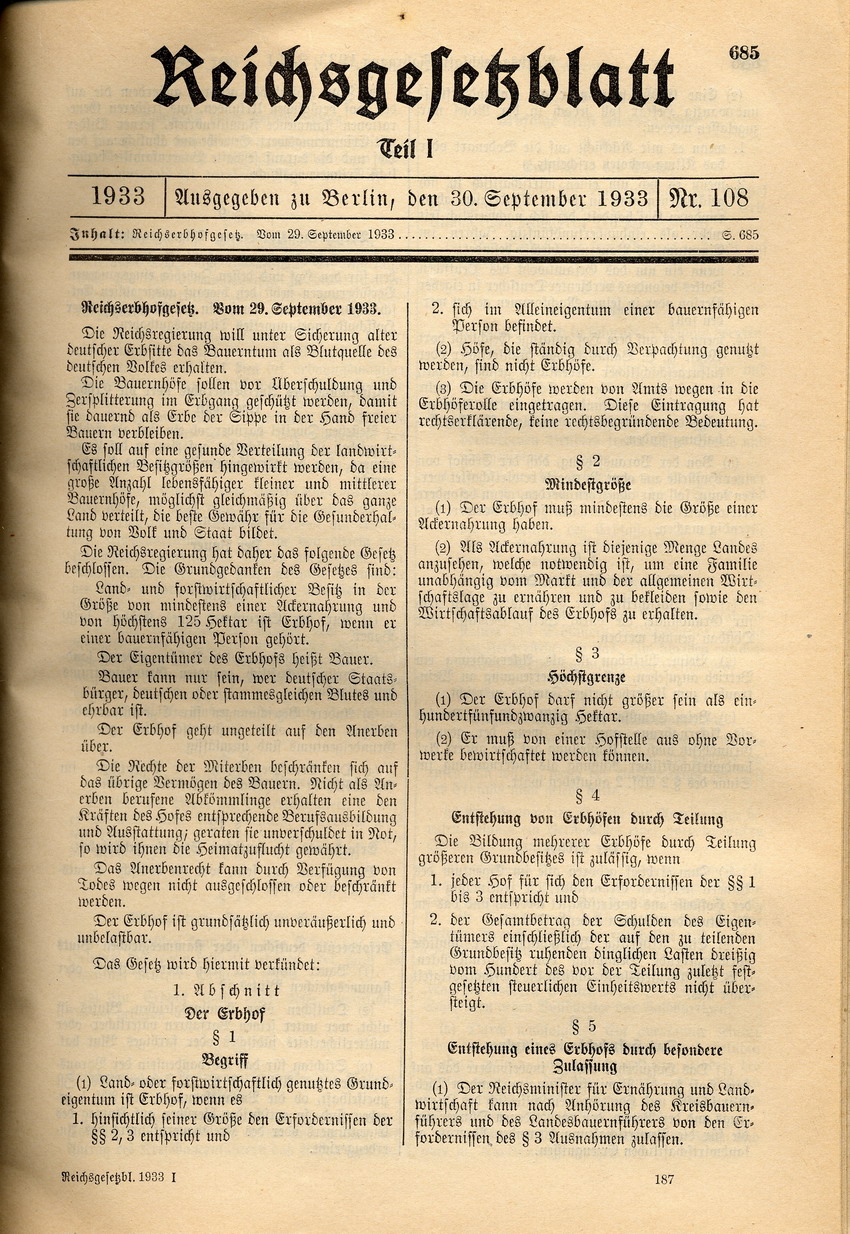 685
Reichsgesetzblatt
Teil I
1933 Ausgegeben zu Berlin, den 30. September 1933 Nr. 108
Inhalt: Reichserbhofgesetz. Vom 29. September 1933 ........................................ S. 685
Reichserbhofgesetz. Vom 29. September 1933.
Die Reichsregierung will unter Sicherung alter
deutscher Erbsitte das Bauerntum als Blutquelle des
deutschen Volkes erhalten.
Die Bauernhöfe sollen vor Überschuldung und
Zersplitterung im Erbgang geschützt werden, damit
sie dauernd als Erbe der Sippe in der Hand freier
Bauern verbleiben.
Es soll auf eine gesunde Verteilung der landwirt-
schaftlichen Besitzgrößen hingewirkt werden, da eine
große Anzahl lebensfähiger kleiner und mittlerer
Bauernhöfe, möglichst gleichmäßig über das ganze
Land verteilt, die beste Gewähr für die Gesunderhal-
tung von Volk und Staat bildet.
Die Reichsregierung hat daher das folgende Gesetz
beschlossen. Die Grundgedanken des Gesetzes sind:
Land- und forstwirtschaftlicher Besitz in der
Größe von mindestens einer Ackernahrung und
von höchstens 125 Hektar ist Erbhof, wenn er
einer bauernfähigen Person gehört.
Der Eigentümer des Erbhofs heißt Bauer.
Bauer kann nur sein, wer deutscher Staats-
bürger, deutschen oder stammesgleichen Blutes und
ehrbar ist.
Der Erbhof geht ungeteilt auf den Anerben
über.
Die Rechte der Miterben beschränken sich auf
das übrige Vermögen des Bauern. Nicht als An-
erben berufene Abkömmlinge erhalten eine den
Kräften des Hofes entsprechende Berufsausbildung
und Ausstattung; geraten sie unverschuldet in Not,
so wird ihnen die Heimatzuflucht gewährt.
Das Anerbenrecht kann durch Verfügung von
Todes wegen nicht ausgeschlossen oder beschränkt
werden.
Der Erbhof ist grundsätzlich unveräußerlich und
unbelastbar.
Das Gesetz wird hiermit verkündet:
1. Abschnitt
Der Erbhof
§ 1
Begriff
(1) Land- oder forstwirtschaftlich genutztes Grund-
eigentum ist Erbhof, wenn es
1. hinsichtlich seiner Größe den Erfordernissen der
§§ 2, 3 entspricht und
2. sich im Alleineigentum einer bauernfähigen
Person befindet.
(2) Höfe, die ständig durch Verpachtung genutzt
werden, sind nicht Erbhöfe.
(3) Die Erbhöfe werden von Amts wegen in die
Erbhöferolle eingetragen. Diese Eintragung hat
rechtserklärende, keine rechtsbegründende Bedeutung.
§ 2
Mindestgröße
(1) Der Erbhof muß mindestens die Größe einer
Ackernahrung haben.
(2) Als Ackernahrung ist diejenige Menge Landes
anzusehen, welche notwendig ist, um eine Familie
unabhängig vom Markt und der allgemeinen Wirt-
schaftslage zu ernähren und zu bekleiden sowie den
Wirtschaftsablauf des Erbhofs zu erhalten.
§ 3
Höchstgrenze
(1) Der Erbhof darf nicht größer sein als ein-
hundertfünfundzwanzig Hektar.
(2) Er muß von einer Hofstelle aus ohne Vor-
werke bewirtschaftet werden können.
§ 4
Entstehung von Erbhöfen durch Teilung
Die Bildung mehrerer Erbhöfe durch Teilung
größeren Grundbesitzes ist zulässig, wenn
1. jeder Hof für sich den Erfordernissen der §§ 1
bis 3 entspricht und
2. der Gesamtbetrag der Schulden des Eigen-
tümers einschließlich der auf den zu teilenden
Grundbesitz ruhenden dinglichen Lasten dreißig
vom Hundert des vor der Teilung zuletzt fest-
gesetzten steuerlichen Einheitswerts nicht über-
steigt.
§ 5
Entstehung eines Erbhofs durch besondere
Zulassung
(1) Der Reichsminister für Ernährung und Land-
wirtschaft kann nach Anhörung des Kreisbauern-
führers und des Landesbauernführers von den Er-
fordernissen des § 3 Ausnahmen zulassen.
Reichsgesetzbl. 1933 I
187